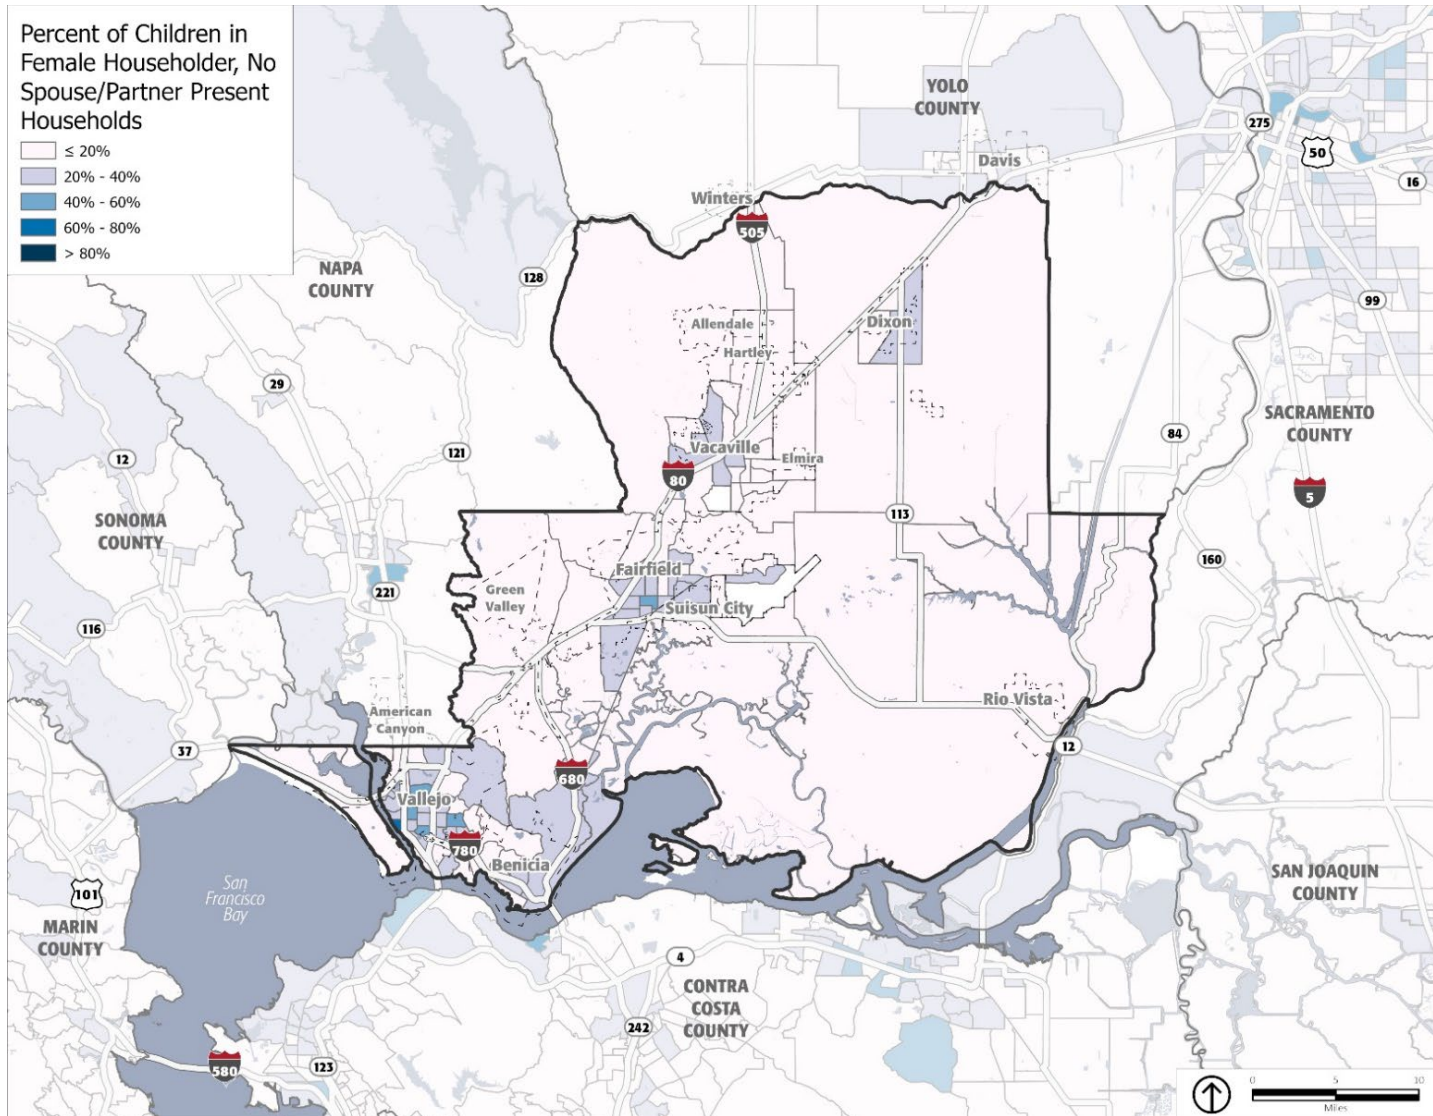 Percent of Children in
Female Householder, No
Spouse/Partner Present
Households
≤ 20%
20% - 40%
40% - 60%
60% - 80%
> 80%
YOLO
COUNTY
275
50
16
Davis
Winters
505
NAPA
COUNTY
128
99
Allendale
Dixon
Hartley
29
SACRAMENTO
COUNTY
84
12
121
Vacaville
Elmira
80
5
SONOMA
COUNTY
113
160
Fairfield
Green
Valley
221
Suisun City
116
Rio Vista
American
Canyon
37
12
680
Vallejo
780
Benicia
San
Francisco
Bay
101
MARIN
COUNTY
SAN JOAQUIN
COUNTY
4
CONTRA
COSTA
COUNTY
242
123
580
0 5 10
Miles